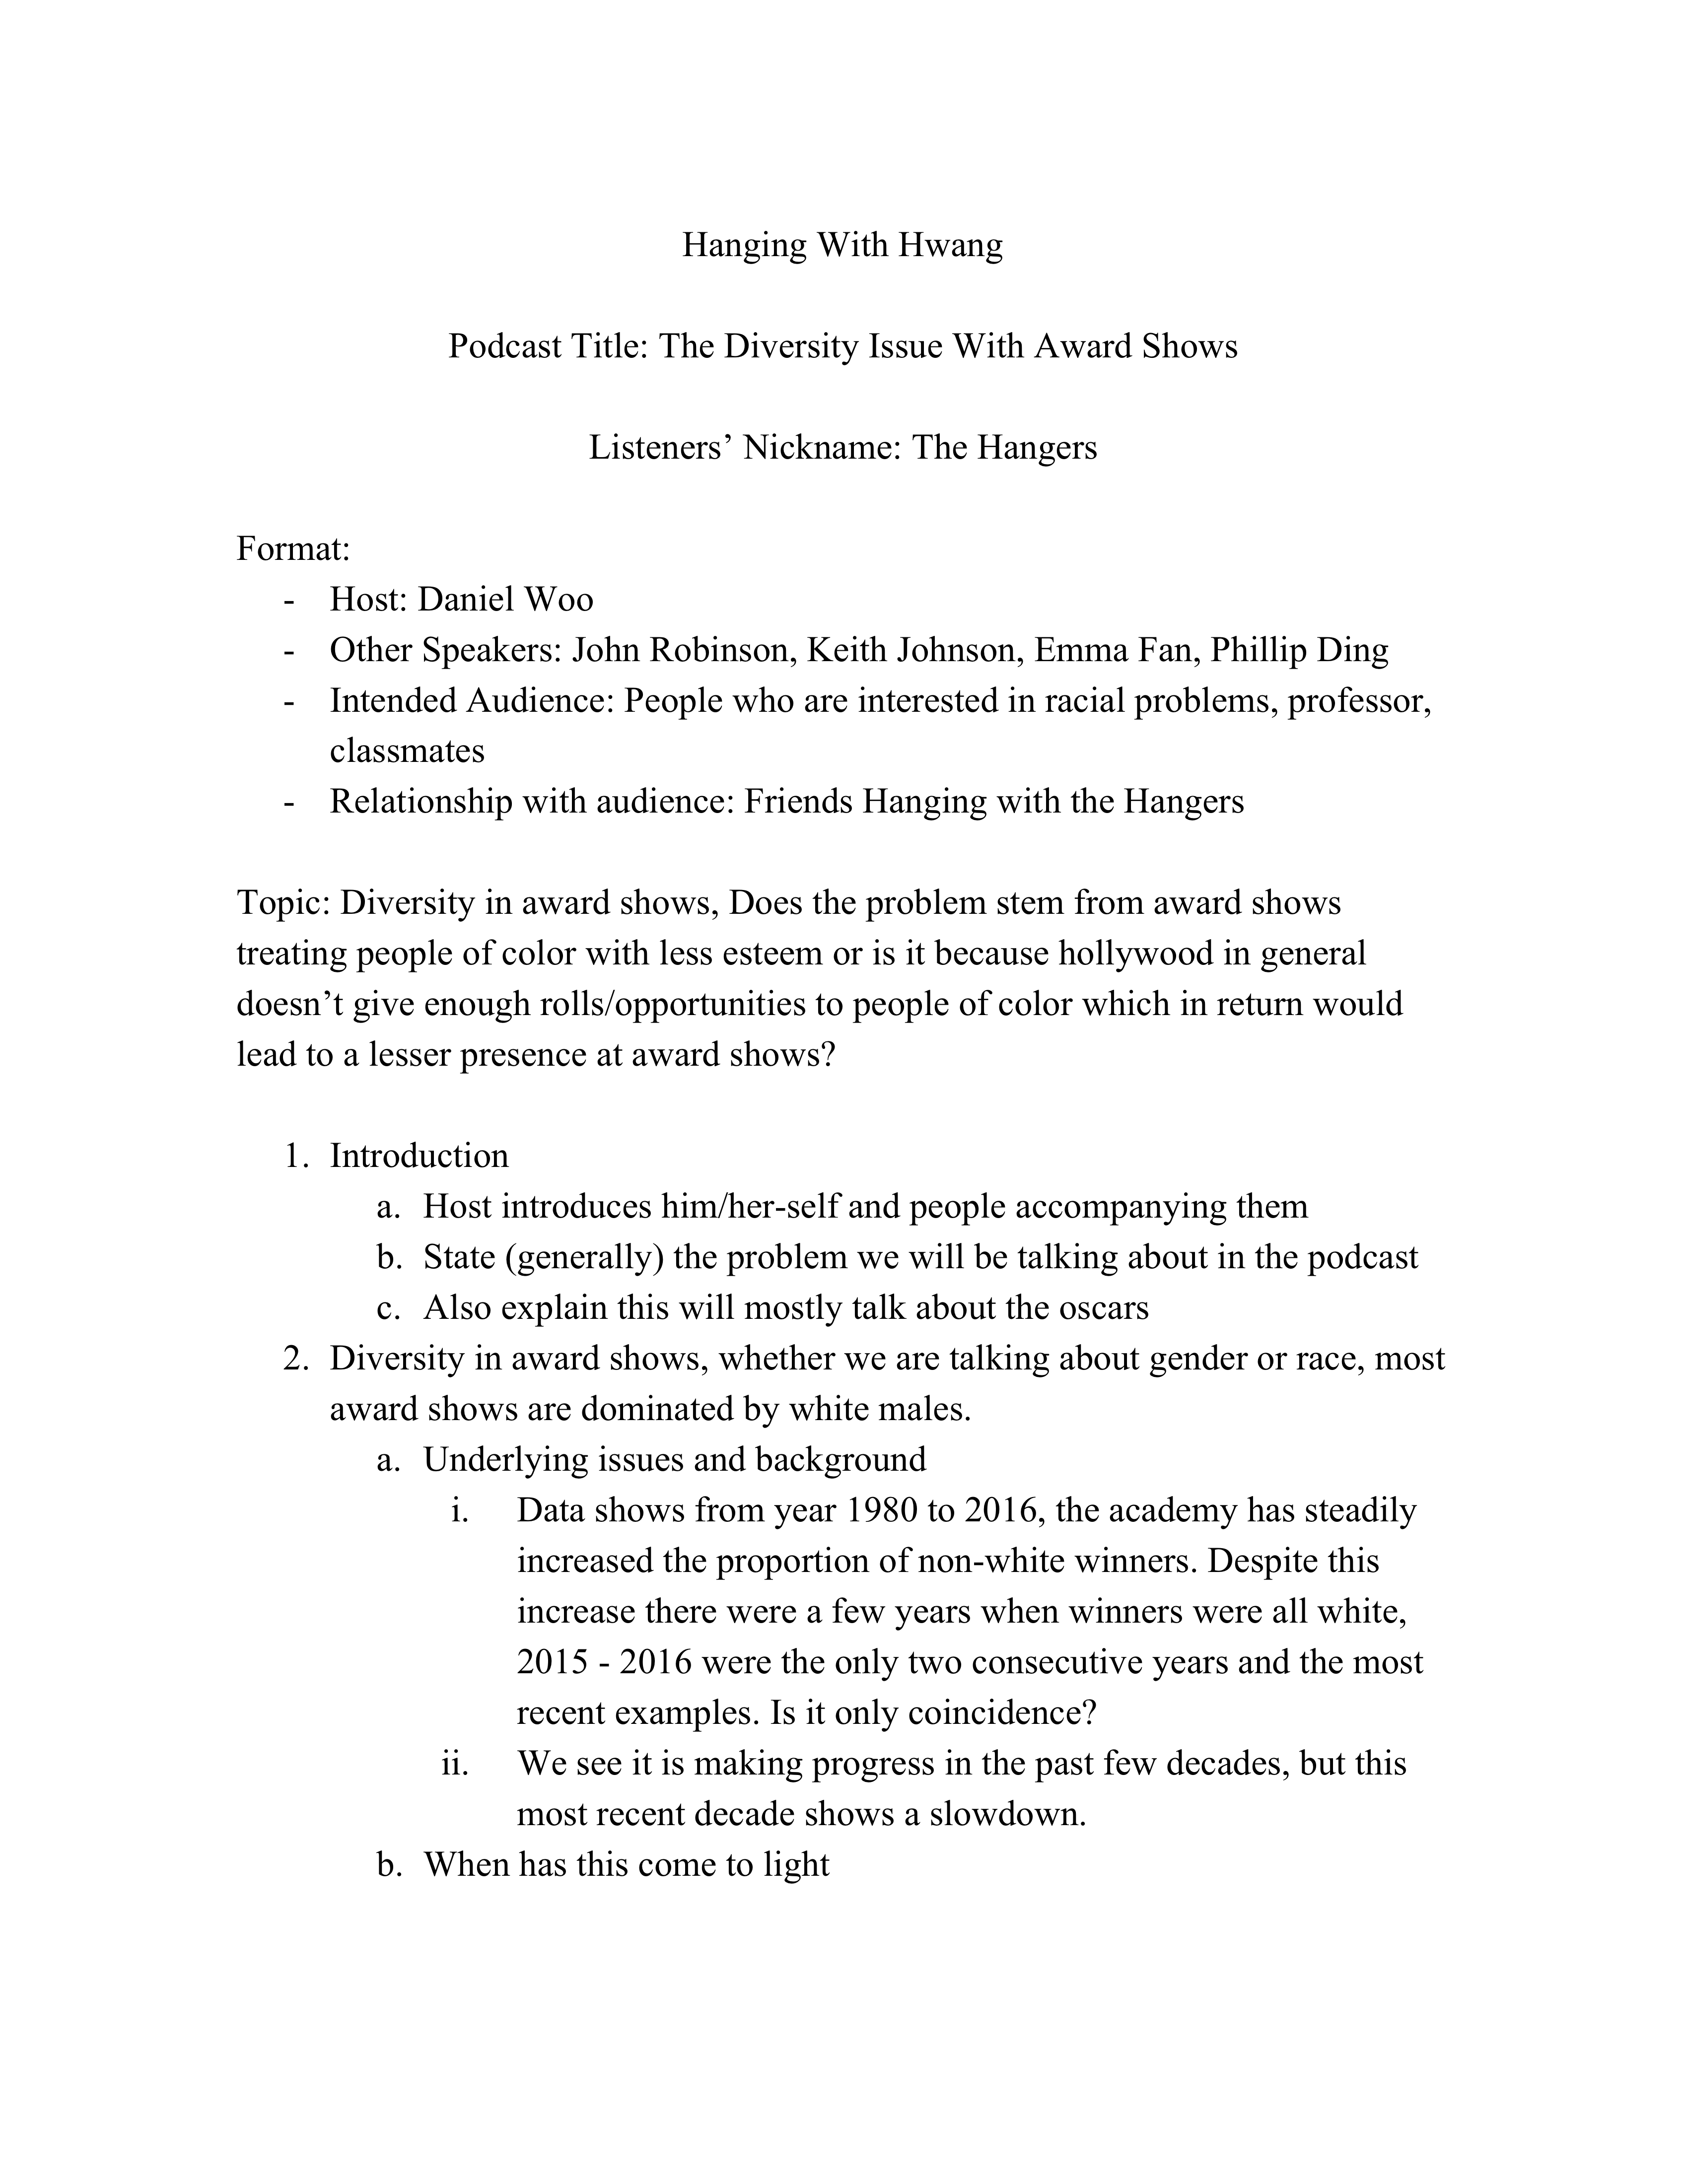 Hanging With Hwang
Podcast Title: The Diversity Issue With Award Shows
Listeners’ Nickname: The Hangers
Format:
- Host: Daniel Woo
- Other Speakers: John Robinson, Keith Johnson, Emma Fan, Phillip Ding
- Intended Audience: People who are interested in racial problems, professor,
classmates
- Relationship with audience: Friends Hanging with the Hangers
Topic: Diversity in award shows, Does the problem stem from award shows
treating people of color with less esteem or is it because hollywood in general
doesn’t give enough rolls/opportunities to people of color which in return would
lead to a lesser presence at award shows?
1. Introduction
a. Host introduces him/her-self and people accompanying them
b. State (generally) the problem we will be talking about in the podcast
c. Also explain this will mostly talk about the oscars
2. Diversity in award shows, whether we are talking about gender or race, most
award shows are dominated by white males.
a. Underlying issues and background
i. Data shows from year 1980 to 2016, the academy has steadily
increased the proportion of non-white winners. Despite this
increase there were a few years when winners were all white,
2015 - 2016 were the only two consecutive years and the most
recent examples. Is it only coincidence?
ii. We see it is making progress in the past few decades, but this
most recent decade shows a slowdown.
b. When has this come to light